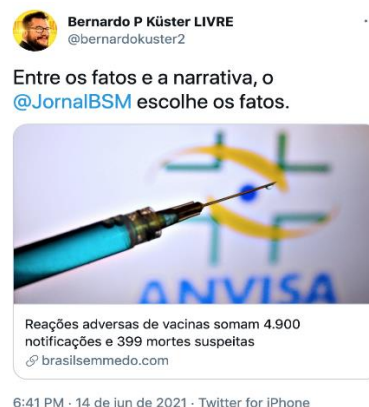 Bernardo P Küster LIVRE
@bernardokuster2
Entre os fatos e a narrativa, o
@JornalBSM escolhe os fatos.
ANVISA
Reações adversas de vacinas somam 4.900
notificações e 399 mortes suspeitas
brasilsemmedo.com
6:41 PM · 14 de jun de 2021 · Twitter for iPhone